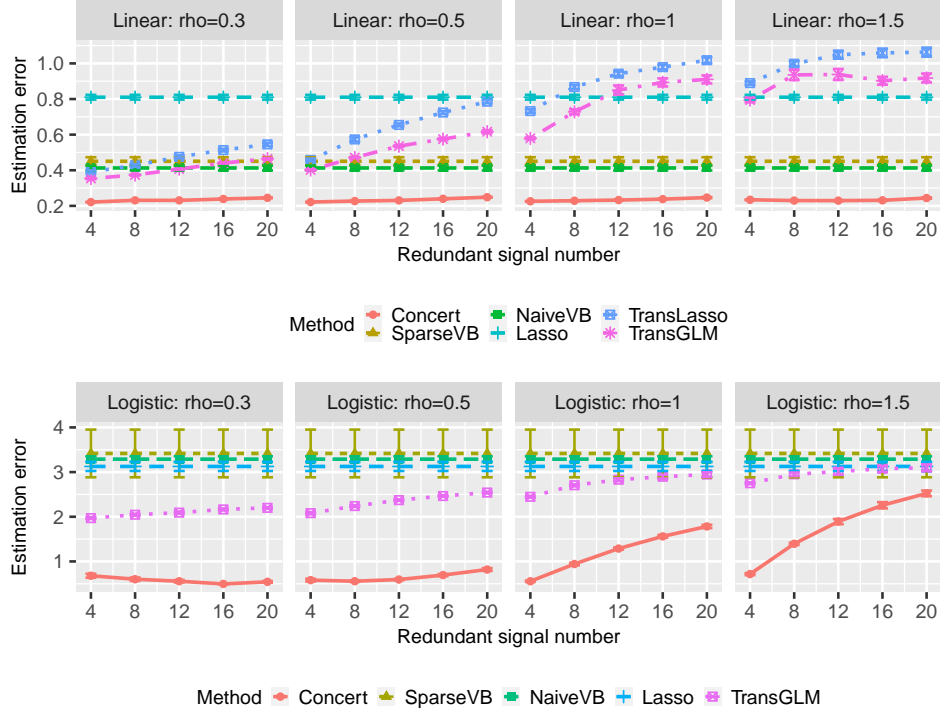 Linear: rho=0.3 Linear: rho=0.5 Linear: rho=1 Linear: rho=1.5
Estimation error
1.0
0.8
0.6
0.4
0.2
4 8 12 16 20 4 8 12 16 20 4 8 12 16 20 4 8 12 16 20
Redundant signal number
Method Concert NaiveVB TransLasso
SparseVB Lasso TransGLM
Logistic: rho=0.3 Logistic: rho=0.5 Logistic: rho=1 Logistic: rho=1.5
Estimation error
4
3
2
1
4 8 12 16 20 4 8 12 16 20 4 8 12 16 20 4 8 12 16 20
Redundant signal number
Method Concert SparseVB NaiveVB Lasso TransGLM